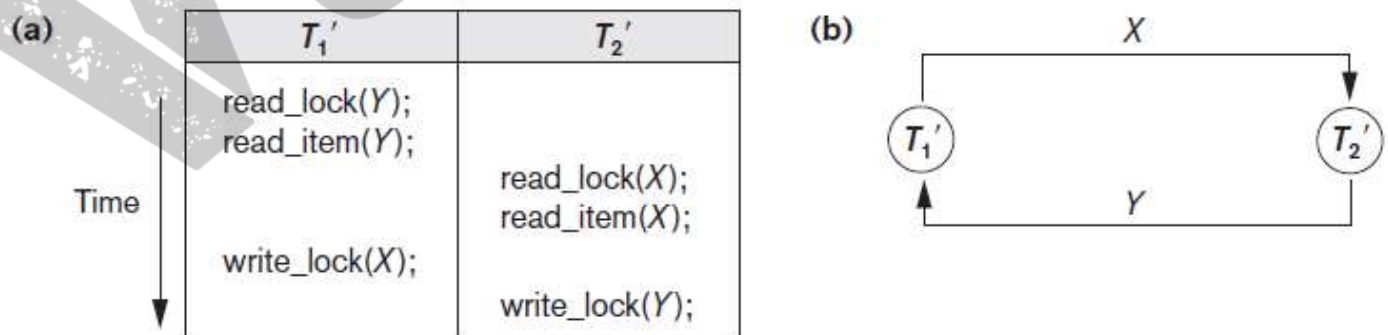 (a)
T₁′ T₂′
read_lock(Y);
read_item(Y);
read_lock(X);
read_item(X);
Time
write_lock(X);
write_lock(Y);
(b)
X
T₁′ T₂′
Y